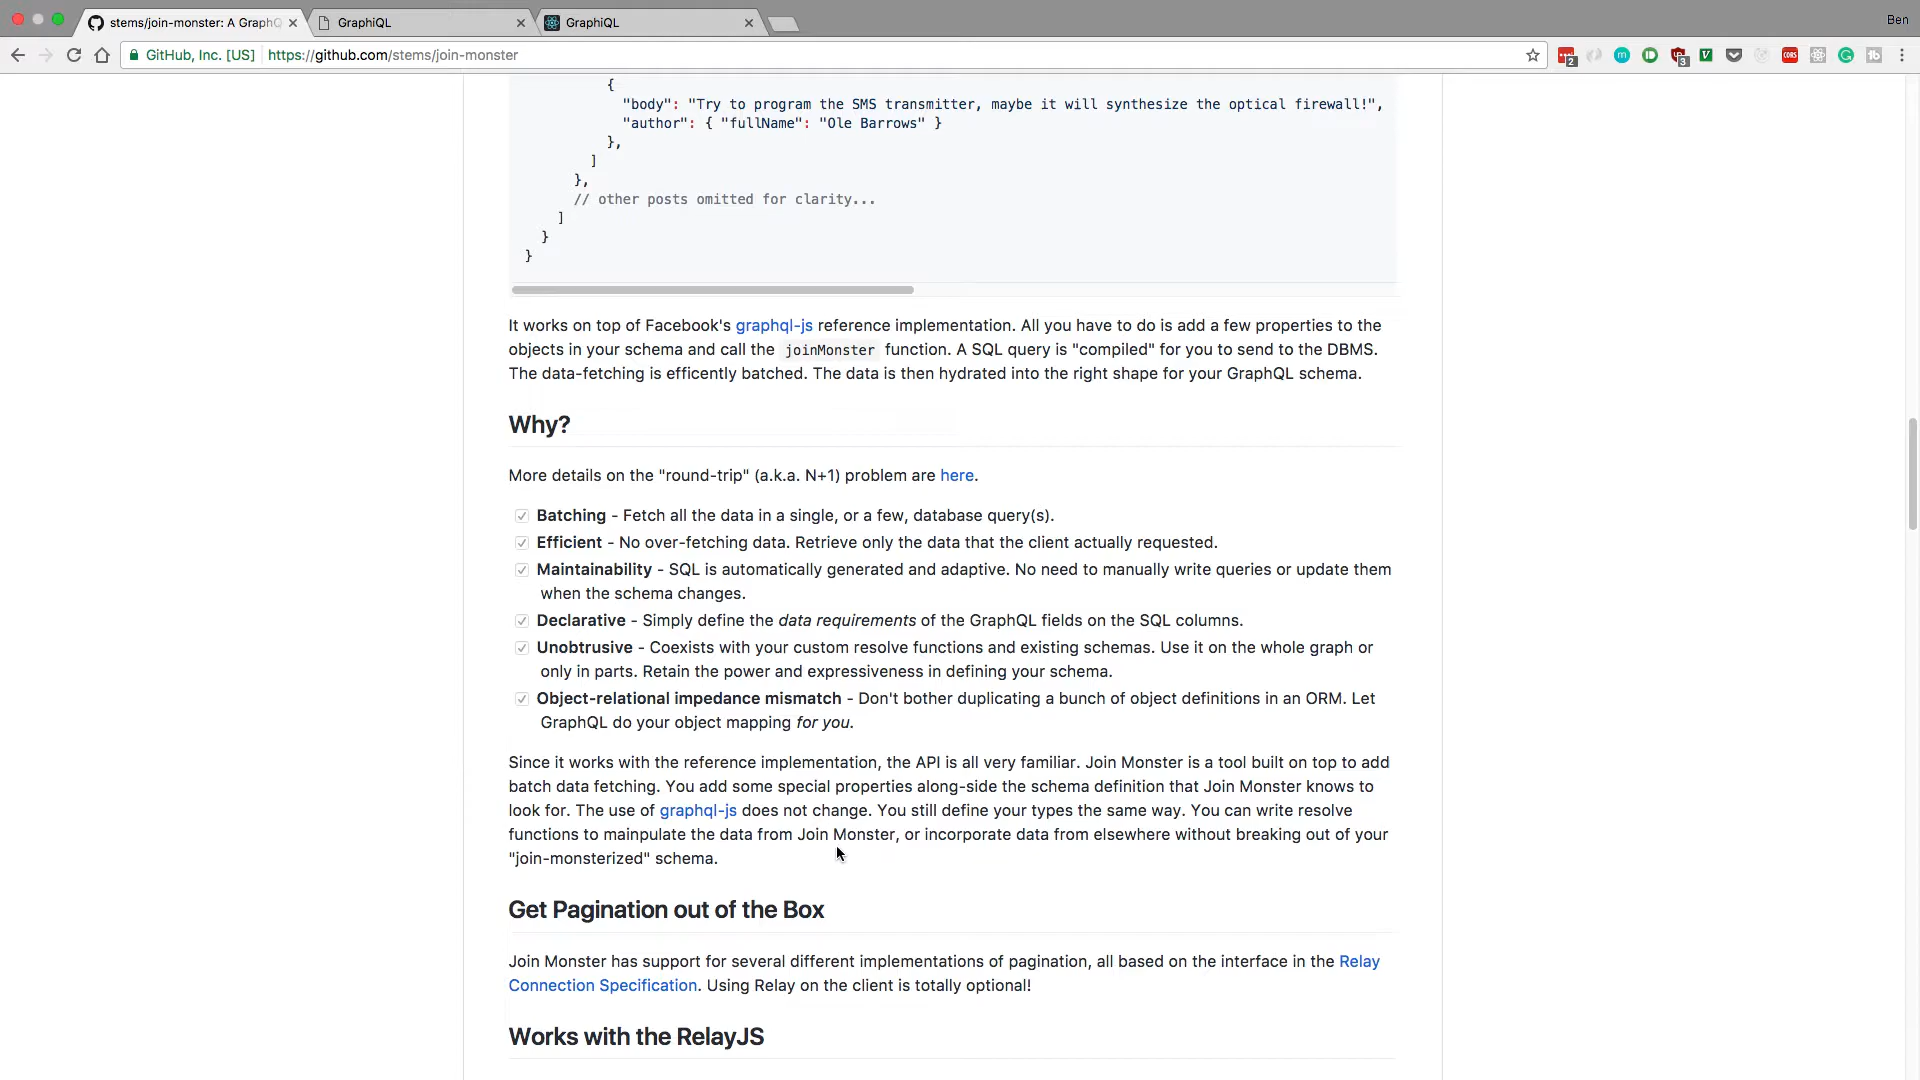 stems/join-monster: A GraphQ
GraphiQL
GraphiQL
Ben
GitHub, Inc. [US]
https://github.com/stems/join-monster
2
3
CORS
{
"body": "Try to program the SMS transmitter, maybe it will synthesize the optical firewall!",
"author": { "fullName": "Ole Barrows" }
},
]
},
// other posts omitted for clarity...
]
}
}
It works on top of Facebook's graphql-js reference implementation. All you have to do is add a few properties to the
objects in your schema and call the joinMonster function. A SQL query is "compiled" for you to send to the DBMS.
The data-fetching is efficently batched. The data is then hydrated into the right shape for your GraphQL schema.
Why?
More details on the "round-trip" (a.k.a. N+1) problem are here.
Batching - Fetch all the data in a single, or a few, database query(s).
Efficient - No over-fetching data. Retrieve only the data that the client actually requested.
Maintainability - SQL is automatically generated and adaptive. No need to manually write queries or update them
when the schema changes.
Declarative - Simply define the data requirements of the GraphQL fields on the SQL columns.
Unobtrusive - Coexists with your custom resolve functions and existing schemas. Use it on the whole graph or
only in parts. Retain the power and expressiveness in defining your schema.
Object-relational impedance mismatch - Don't bother duplicating a bunch of object definitions in an ORM. Let
GraphQL do your object mapping for you.
Since it works with the reference implementation, the API is all very familiar. Join Monster is a tool built on top to add
batch data fetching. You add some special properties along-side the schema definition that Join Monster knows to
look for. The use of graphql-js does not change. You still define your types the same way. You can write resolve
functions to mainpulate the data from Join Monster, or incorporate data from elsewhere without breaking out of your
"join-monsterized" schema.
Get Pagination out of the Box
Join Monster has support for several different implementations of pagination, all based on the interface in the Relay
Connection Specification. Using Relay on the client is totally optional!
Works with the RelayJS